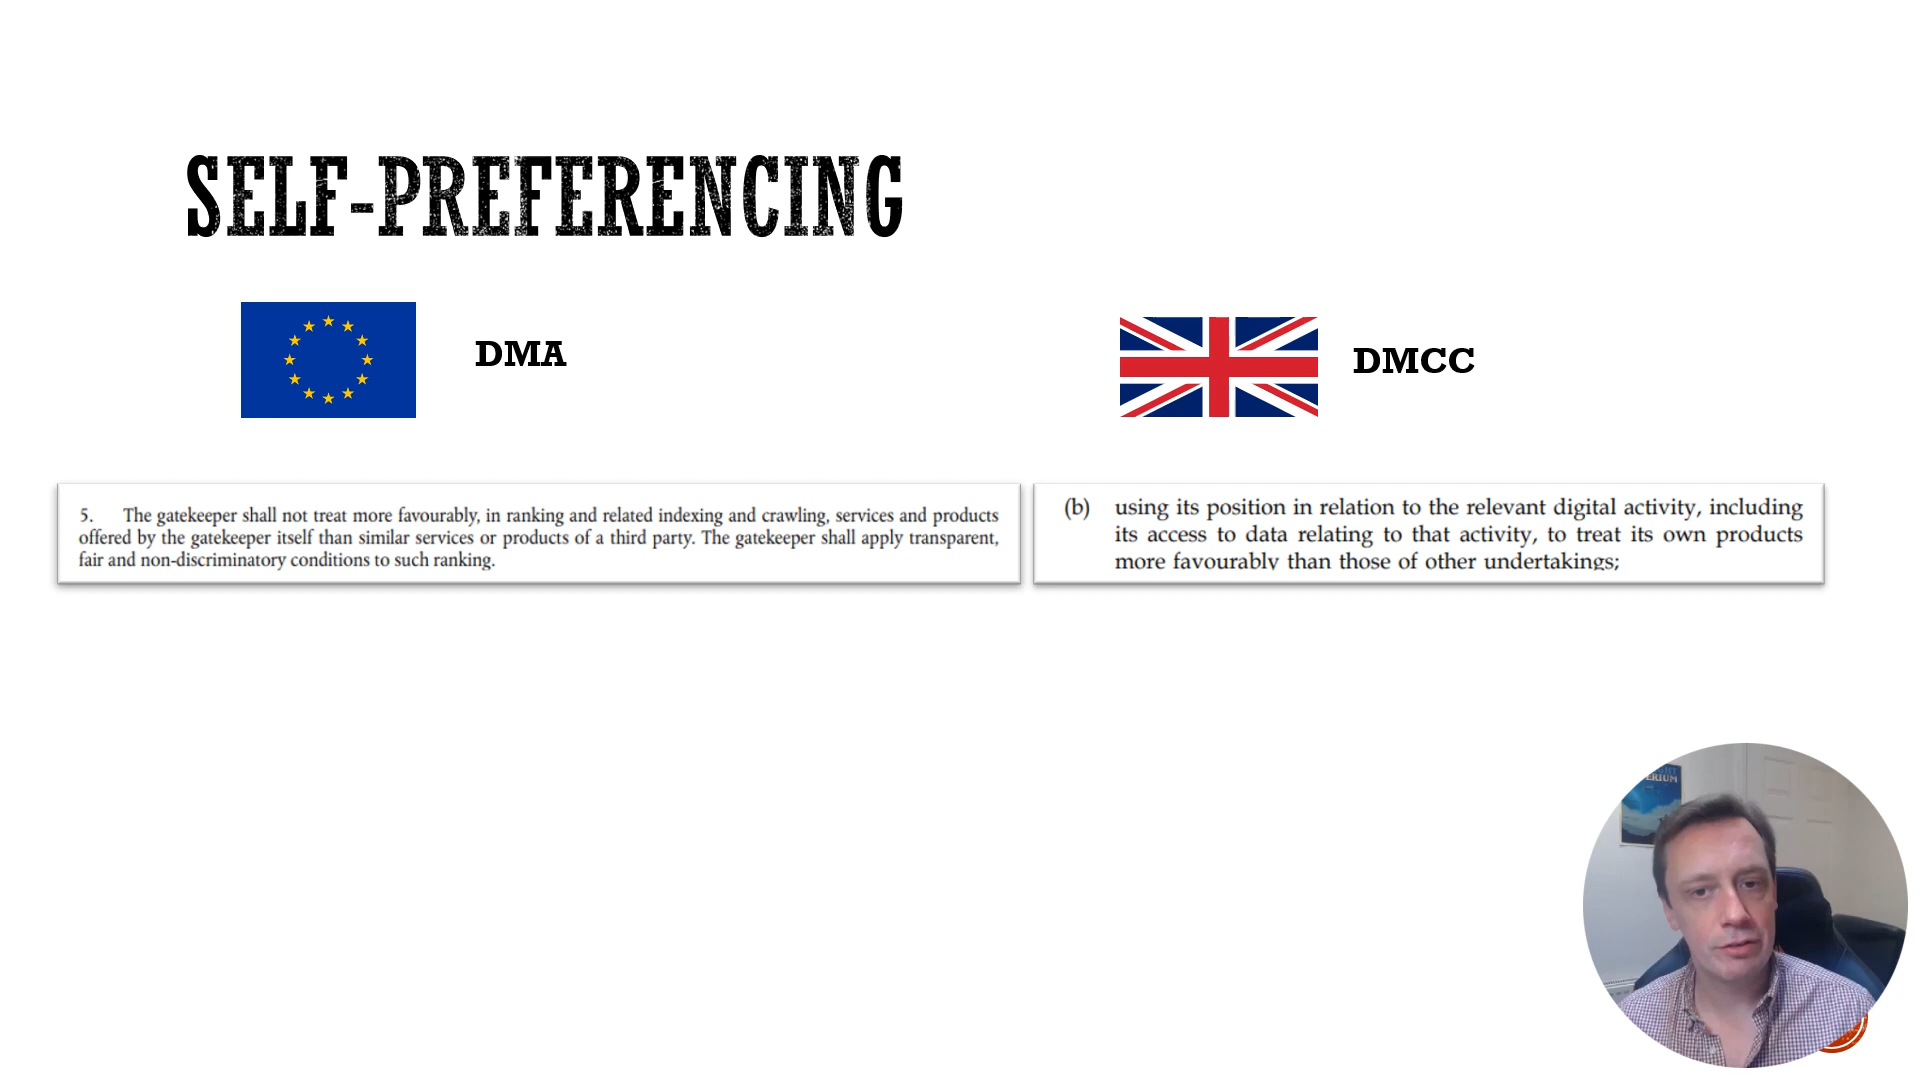 SELF-PREFERENCING
DMA
DMCC
5. The gatekeeper shall not treat more favourably, in ranking and related indexing and crawling, services and products
offered by the gatekeeper itself than similar services or products of a third party. The gatekeeper shall apply transparent,
fair and non-discriminatory conditions to such ranking.
(b) using its position in relation to the relevant digital activity, including
its access to data relating to that activity, to treat its own products
more favourably than those of other undertakings;